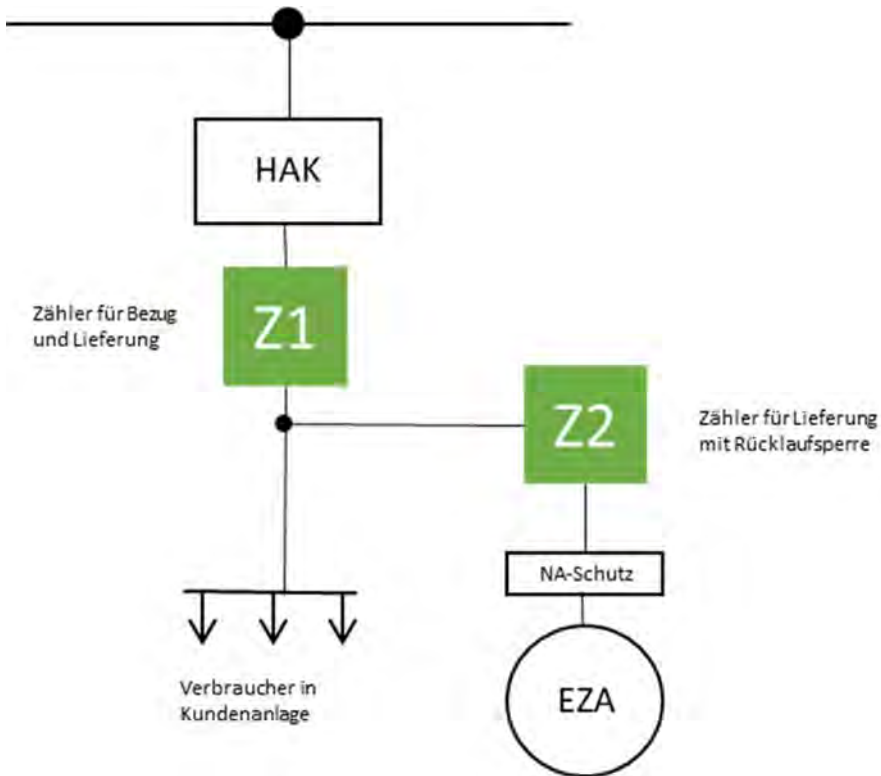 HAK
Zähler für Bezug
und Lieferung
Z1
Z2
Zähler für Lieferung
mit Rücklaufsperre
NA-Schutz
EZA
Verbraucher in
Kundenanlage